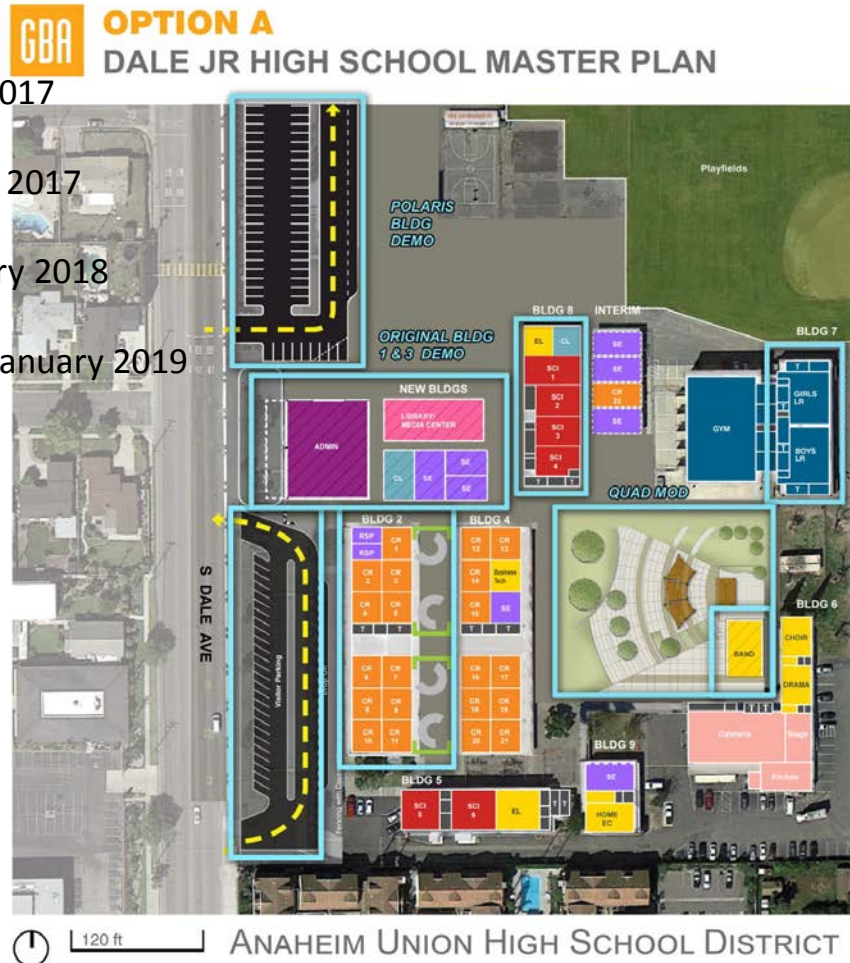 GBA
OPTION A
DALE JR HIGH SCHOOL MASTER PLAN
2017
2017
ry 2018
anuary 2019
Playfields
POLARIS
BLDG
DEMO
ORIGINAL BLDG
1 & 3 DEMO
BLDG 8
INTERIM
BLDG 7
EL
CL
SCI
1
SCI
2
SCI
3
SCI
4
T
T
T
SE
SE
CR
22
SE
GYM
T
GIRLS
LR
BOYS
LR
T
NEW BLDGS
ADMIN
LIBRARY/
MEDIA CENTER
CL
SE
SE
SE
QUAD MOD
S DALE AVE
Visitor Parking
Drop Off
BLDG 2
RSP
RSP
CR
1
CR
2
CR
3
CR
4
CR
5
T
T
T
CR
6
CR
7
CR
8
CR
9
CR
10
CR
11
BLDG 4
CR
12
CR
13
CR
14
Business
Tech
CR
15
SE
T
T
T
CR
16
CR
17
CR
18
CR
19
CR
20
CR
21
BLDG 6
CHOIR
BAND
DRAMA
Cafeteria
Stage
Kitchen
BLDG 9
SE
HOME
EC
BLDG 5
SCI
5
SCI
6
EL
T
T
T
120 ft
ANAHEIM UNION HIGH SCHOOL DISTRICT